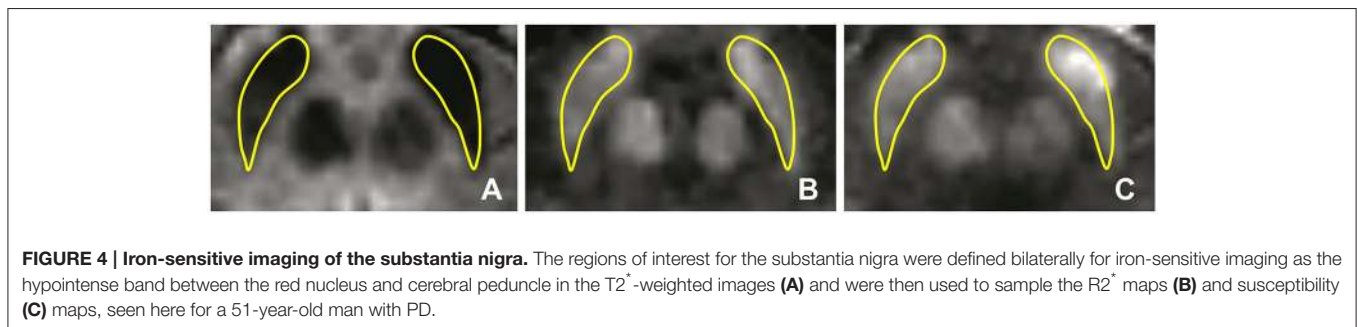 A
B
C
FIGURE 4 | Iron-sensitive imaging of the substantia nigra. The regions of interest for the substantia nigra were defined bilaterally for iron-sensitive imaging as the
hypointense band between the red nucleus and cerebral peduncle in the T2*-weighted images (A) and were then used to sample the R2* maps (B) and susceptibility
(C) maps, seen here for a 51-year-old man with PD.